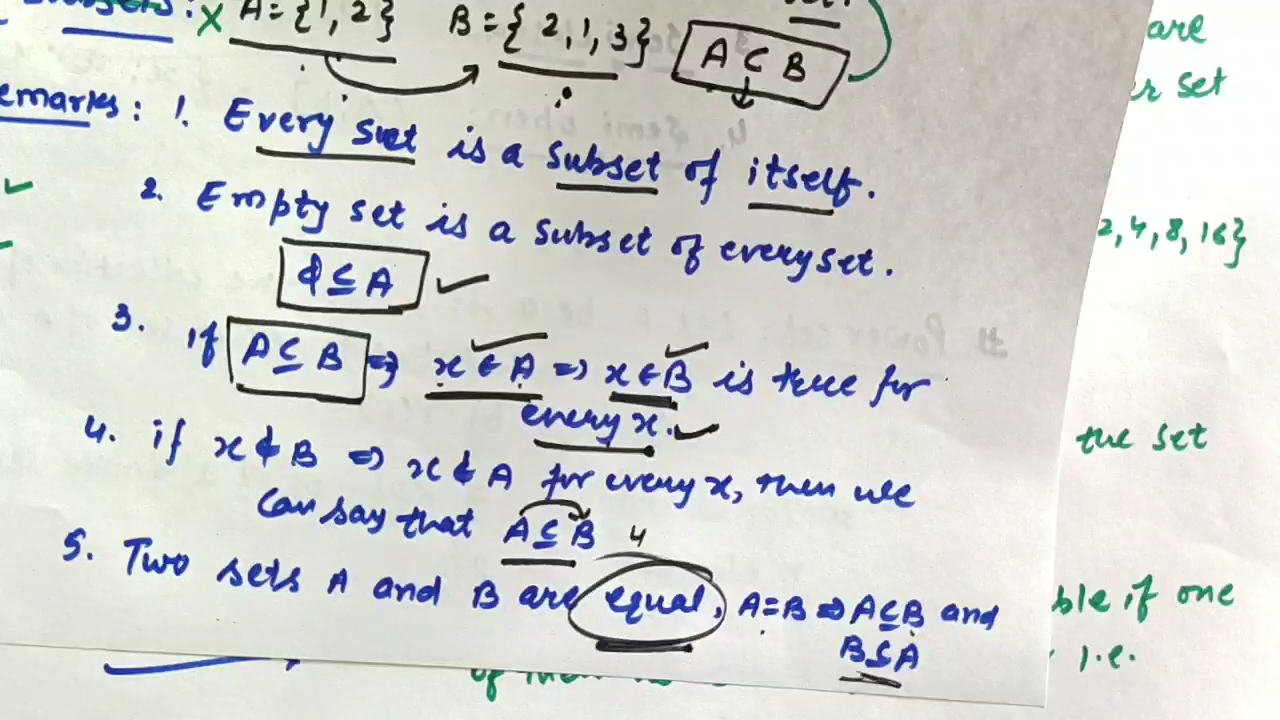 A = {1, 2} B = {2, 1, 3} A ⊂ B
emarks: 1. Every set is a subset of itself.
2. Empty set is a subset of every set.
ϕ ⊆ A
3. if A ⊆ B ⇒ x ∈ A ⇒ x ∈ B is true for
every x.
4. if x ∉ B ⇒ x ∉ A for every x, then we
can say that A ⊆ B
4
5. Two sets A and B are equal, A = B ⇒ A ⊆ B and
B ⊆ A
are
set
2, 4, 8, 16}
the set
ble if one
i.e.